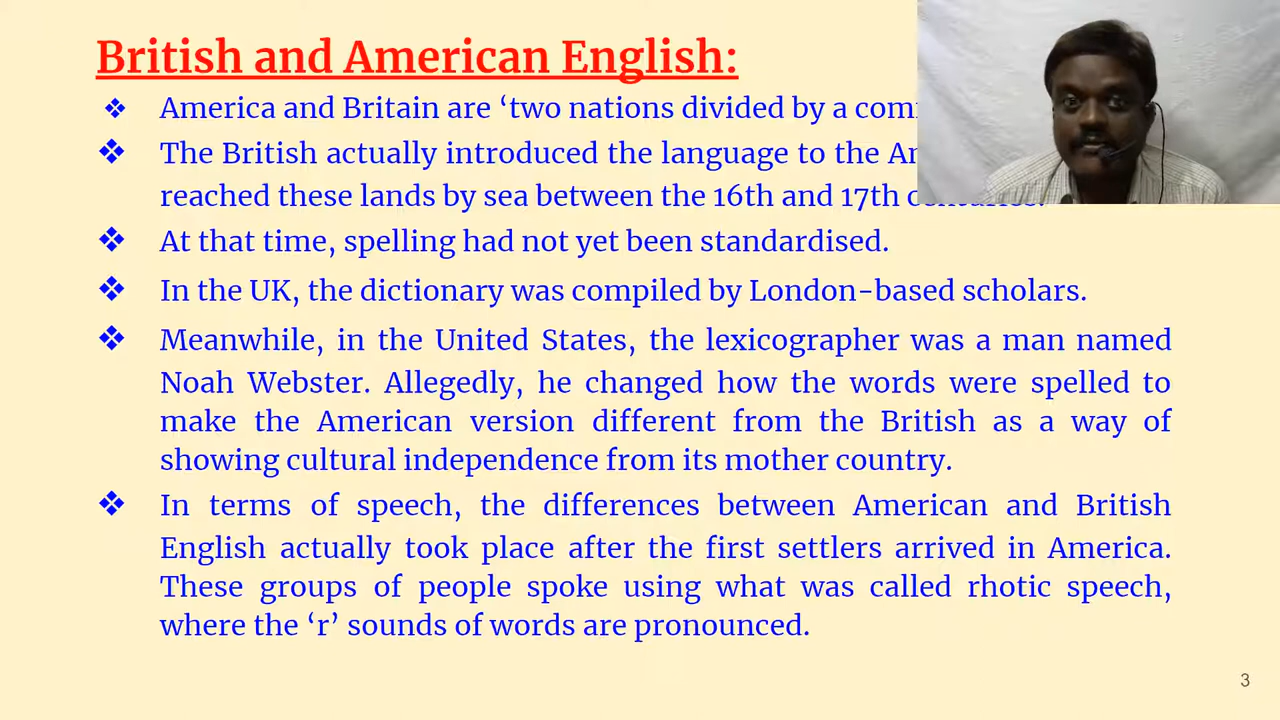 British and American English:
❖ America and Britain are ‘two nations divided by a
❖ The British actually introduced the language to the
reached these lands by sea between the 16th and 17th
❖ At that time, spelling had not yet been standardised.
❖ In the UK, the dictionary was compiled by London-based scholars.
❖ Meanwhile, in the United States, the lexicographer was a man named
Noah Webster. Allegedly, he changed how the words were spelled to
make the American version different from the British as a way of
showing cultural independence from its mother country.
❖ In terms of speech, the differences between American and British
English actually took place after the first settlers arrived in America.
These groups of people spoke using what was called rhotic speech,
where the ‘r’ sounds of words are pronounced.
3